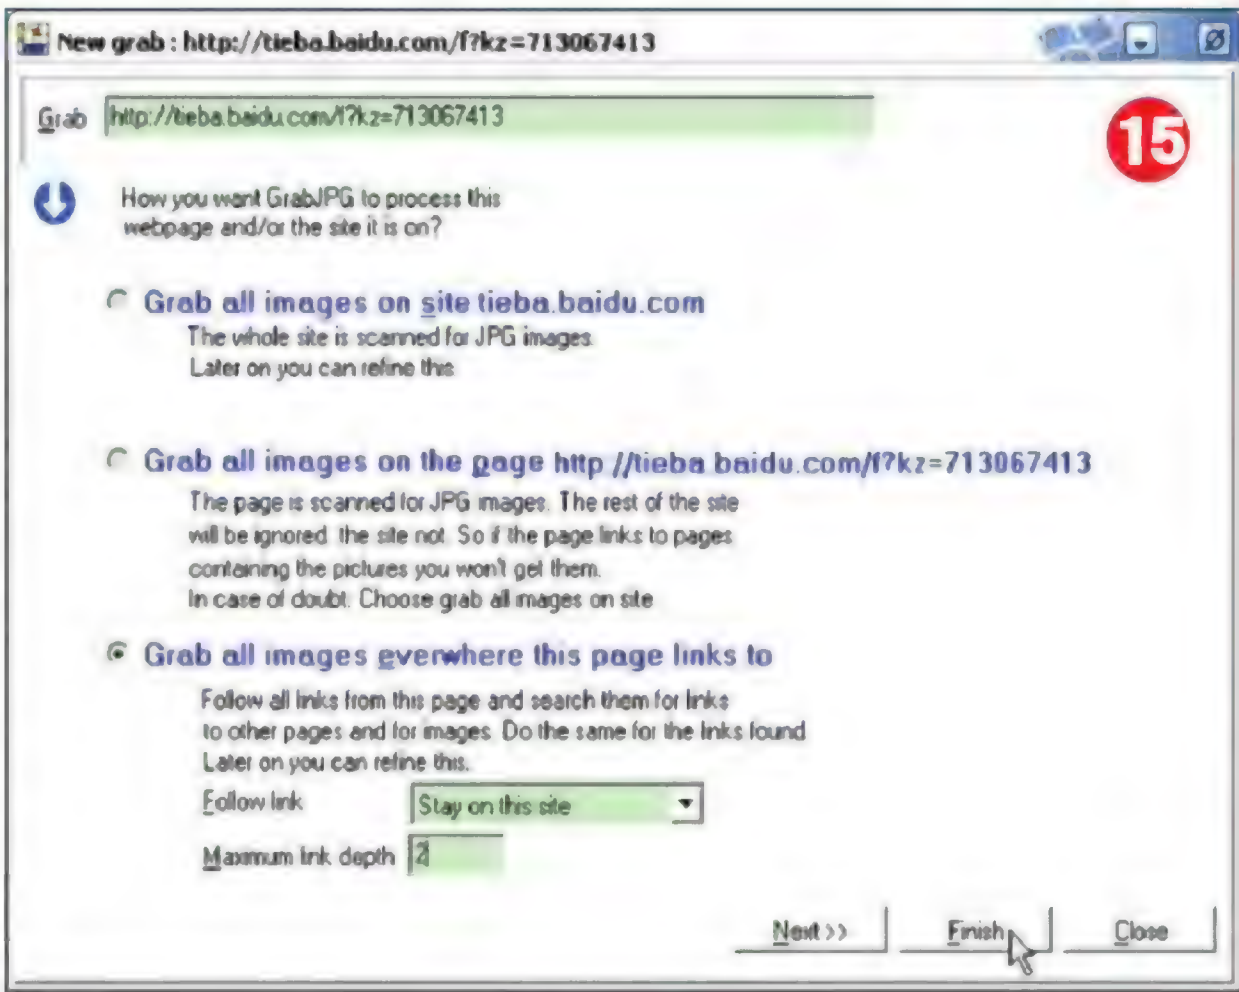 New grab : http://tieba.baidu.com/f?kz=713067413
Grab http://tieba.baidu.com/f?kz=713067413
15
How you want GrabJPG to process this
webpage and/or the site it is on?
Grab all images on site tieba.baidu.com
The whole site is scanned for JPG images.
Later on you can refine this
Grab all images on the page http //tieba baidu.com/f?kz=713067413
The page is scanned for JPG images. The rest of the site
will be ignored. the site not. So if the page links to pages
containing the pictures you won't get them.
In case of doubt. Choose grab all images on site
Grab all images everwhere this page links to
Follow all links from this page and search them for links
to other pages and for images. Do the same for the links found
Later on you can refine this.
Follow link Stay on this site
Maximum link depth 2
Next >> Finish Close